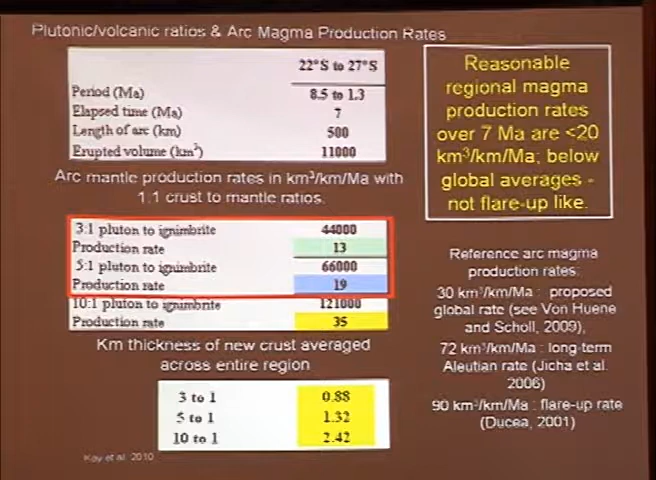 Plutonic/volcanic ratios & Arc Magma Production Rates
22°S to 27°S
Period (Ma) 8.5 to 1.3
Elapsed time (Ma) 7
Length of arc (km) 500
Erupted volume (km³) 11000
Arc mantle production rates in km³/km/Ma with
1:1 crust to mantle ratios.
3:1 pluton to ignimbrite 44000
Production rate 13
5:1 pluton to ignimbrite 66000
Production rate 19
10:1 pluton to ignimbrite 121000
Production rate 35
Km thickness of new crust averaged
across entire region
3 to 1 0.88
5 to 1 1.32
10 to 1 2.42
Kay et al. 2010
Reasonable
regional magma
production rates
over 7 Ma are <20
km³/km/Ma; below
global averages -
not flare-up like.
Reference arc magma
production rates:
30 km³/km/Ma : proposed
global rate (see Von Huene
and Scholl, 2009),
72 km³/km/Ma : long-term
Aleutian rate (Jicha et al.
2006)
90 km³/km/Ma : flare-up rate
(Ducea, 2001)